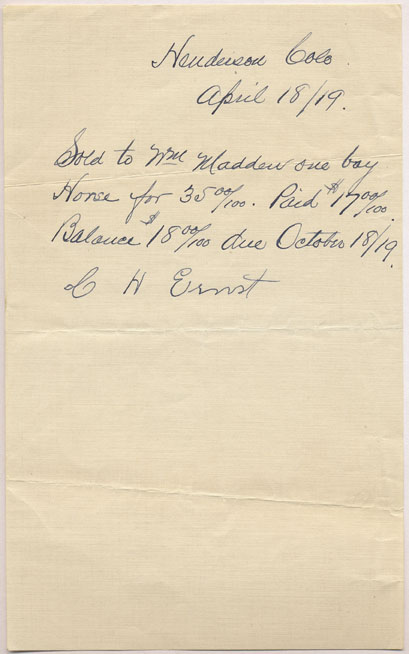 Henderson Colo.
April 18/19.
Sold to Wm Madden one bay
Horse for 35 00/100. Paid $17 00/100.
Balance $18 00/100 due October 18/19.
C H Ernst